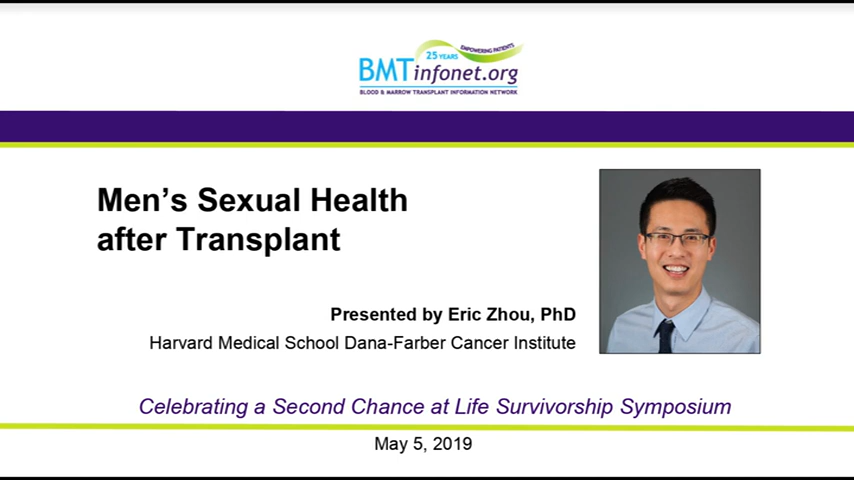 25 YEARS EMPOWERING PATIENTS
BMTinfonet.org
BLOOD & MARROW TRANSPLANT INFORMATION NETWORK
Men's Sexual Health
after Transplant
Presented by Eric Zhou, PhD
Harvard Medical School Dana-Farber Cancer Institute
Celebrating a Second Chance at Life Survivorship Symposium
May 5, 2019